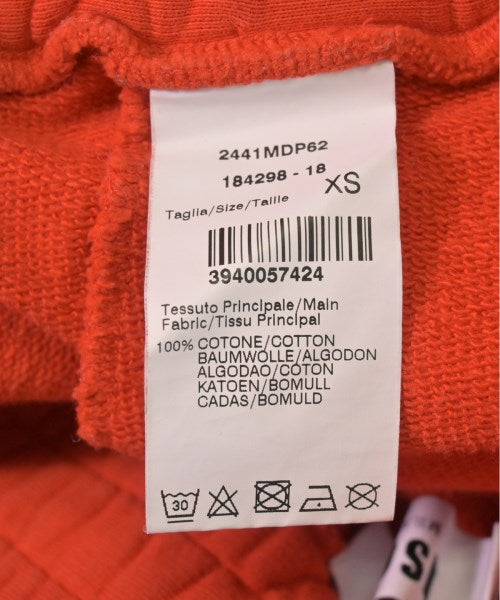 2441MDP62
184298 - 18
Taglia/Size/Taille XS
3940057424
Tessuto Principale/Main
Fabric/Tissu Principal
100% COTONE/COTTON
BAUMWOLLE/ALGODON
ALGODAO/COTON
KATOEN/BOMULL
CADAS/BOMULD
30
S